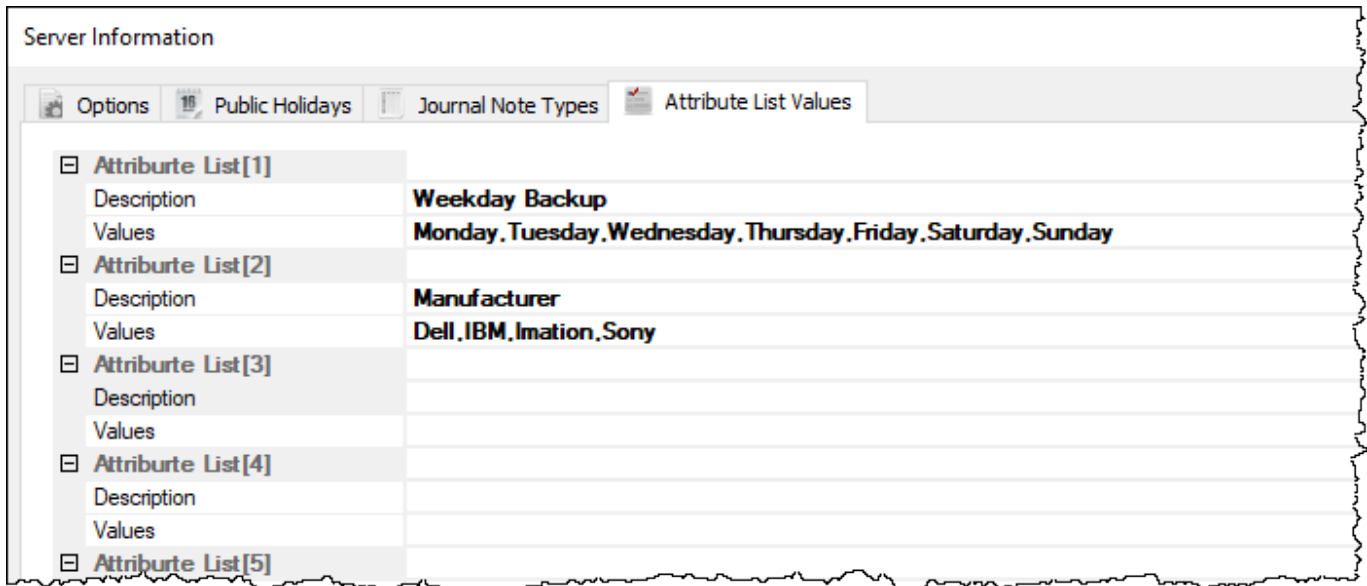 Server Information
Options Public Holidays Journal Note Types Attribute List Values
Attriburte List[1]
Description Weekday Backup
Values Monday,Tuesday,Wednesday,Thursday,Friday,Saturday,Sunday
Attriburte List[2]
Description Manufacturer
Values Dell,IBM,Imation,Sony
Attriburte List[3]
Description
Values
Attriburte List[4]
Description
Values
Attriburte List[5]